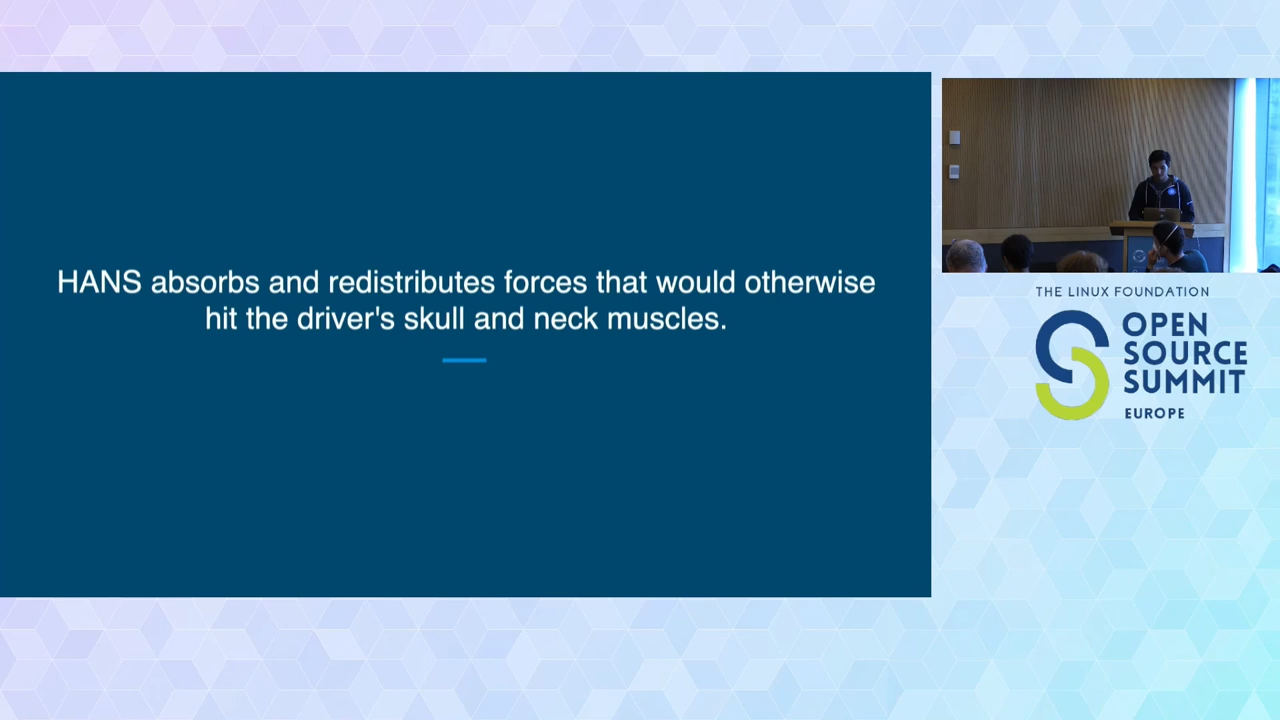 HANS absorbs and redistributes forces that would otherwise
hit the driver's skull and neck muscles.
THE LINUX FOUNDATION
OPEN
SOURCE
SUMMIT
EUROPE